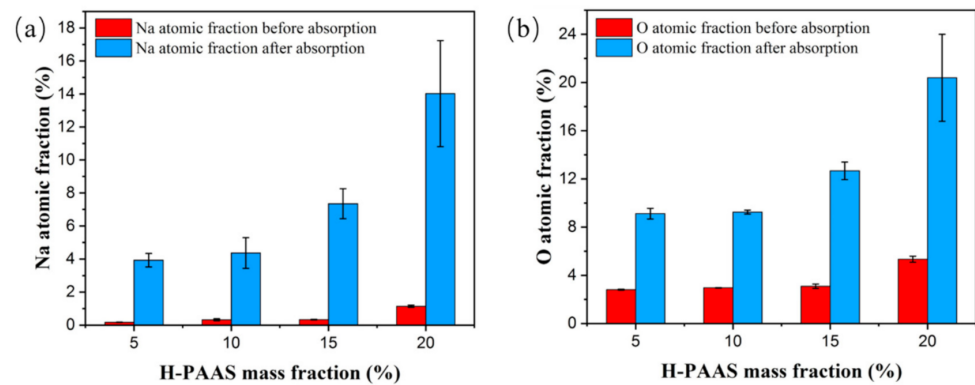 (a)
Na atomic fraction before absorption
Na atomic fraction after absorption
Na atomic fraction (%)
18
16
14
12
10
8
6
4
2
0
5 10 15 20
H-PAAS mass fraction (%)
(b)
O atomic fraction before absorption
O atomic fraction after absorption
O atomic fraction (%)
24
20
16
12
8
4
0
5 10 15 20
H-PAAS mass fraction (%)